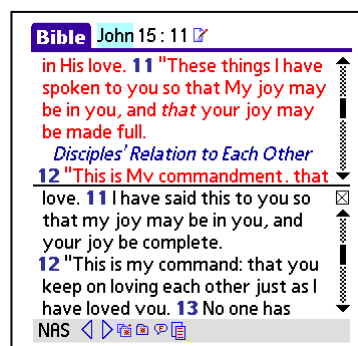 Bible John 15 : 11
in His love. 11 "These things I have
spoken to you so that My joy may
be in you, and that your joy may
be made full.
Disciples' Relation to Each Other
12 "This is My commandment, that
love. 11 I have said this to you so
that my joy may be in you, and
your joy be complete.
12 "This is my command: that you
keep on loving each other just as I
have loved you. 13 No one has
NAS